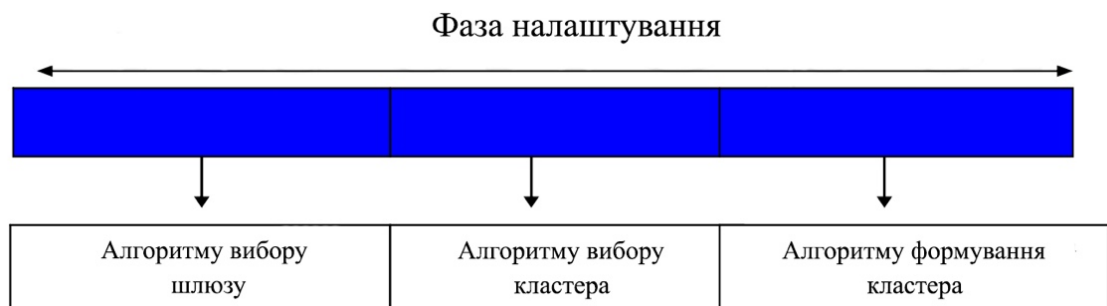 Фаза налаштування
Алгоритму вибору
шлюзу
Алгоритму вибору
кластера
Алгоритму формування
кластера